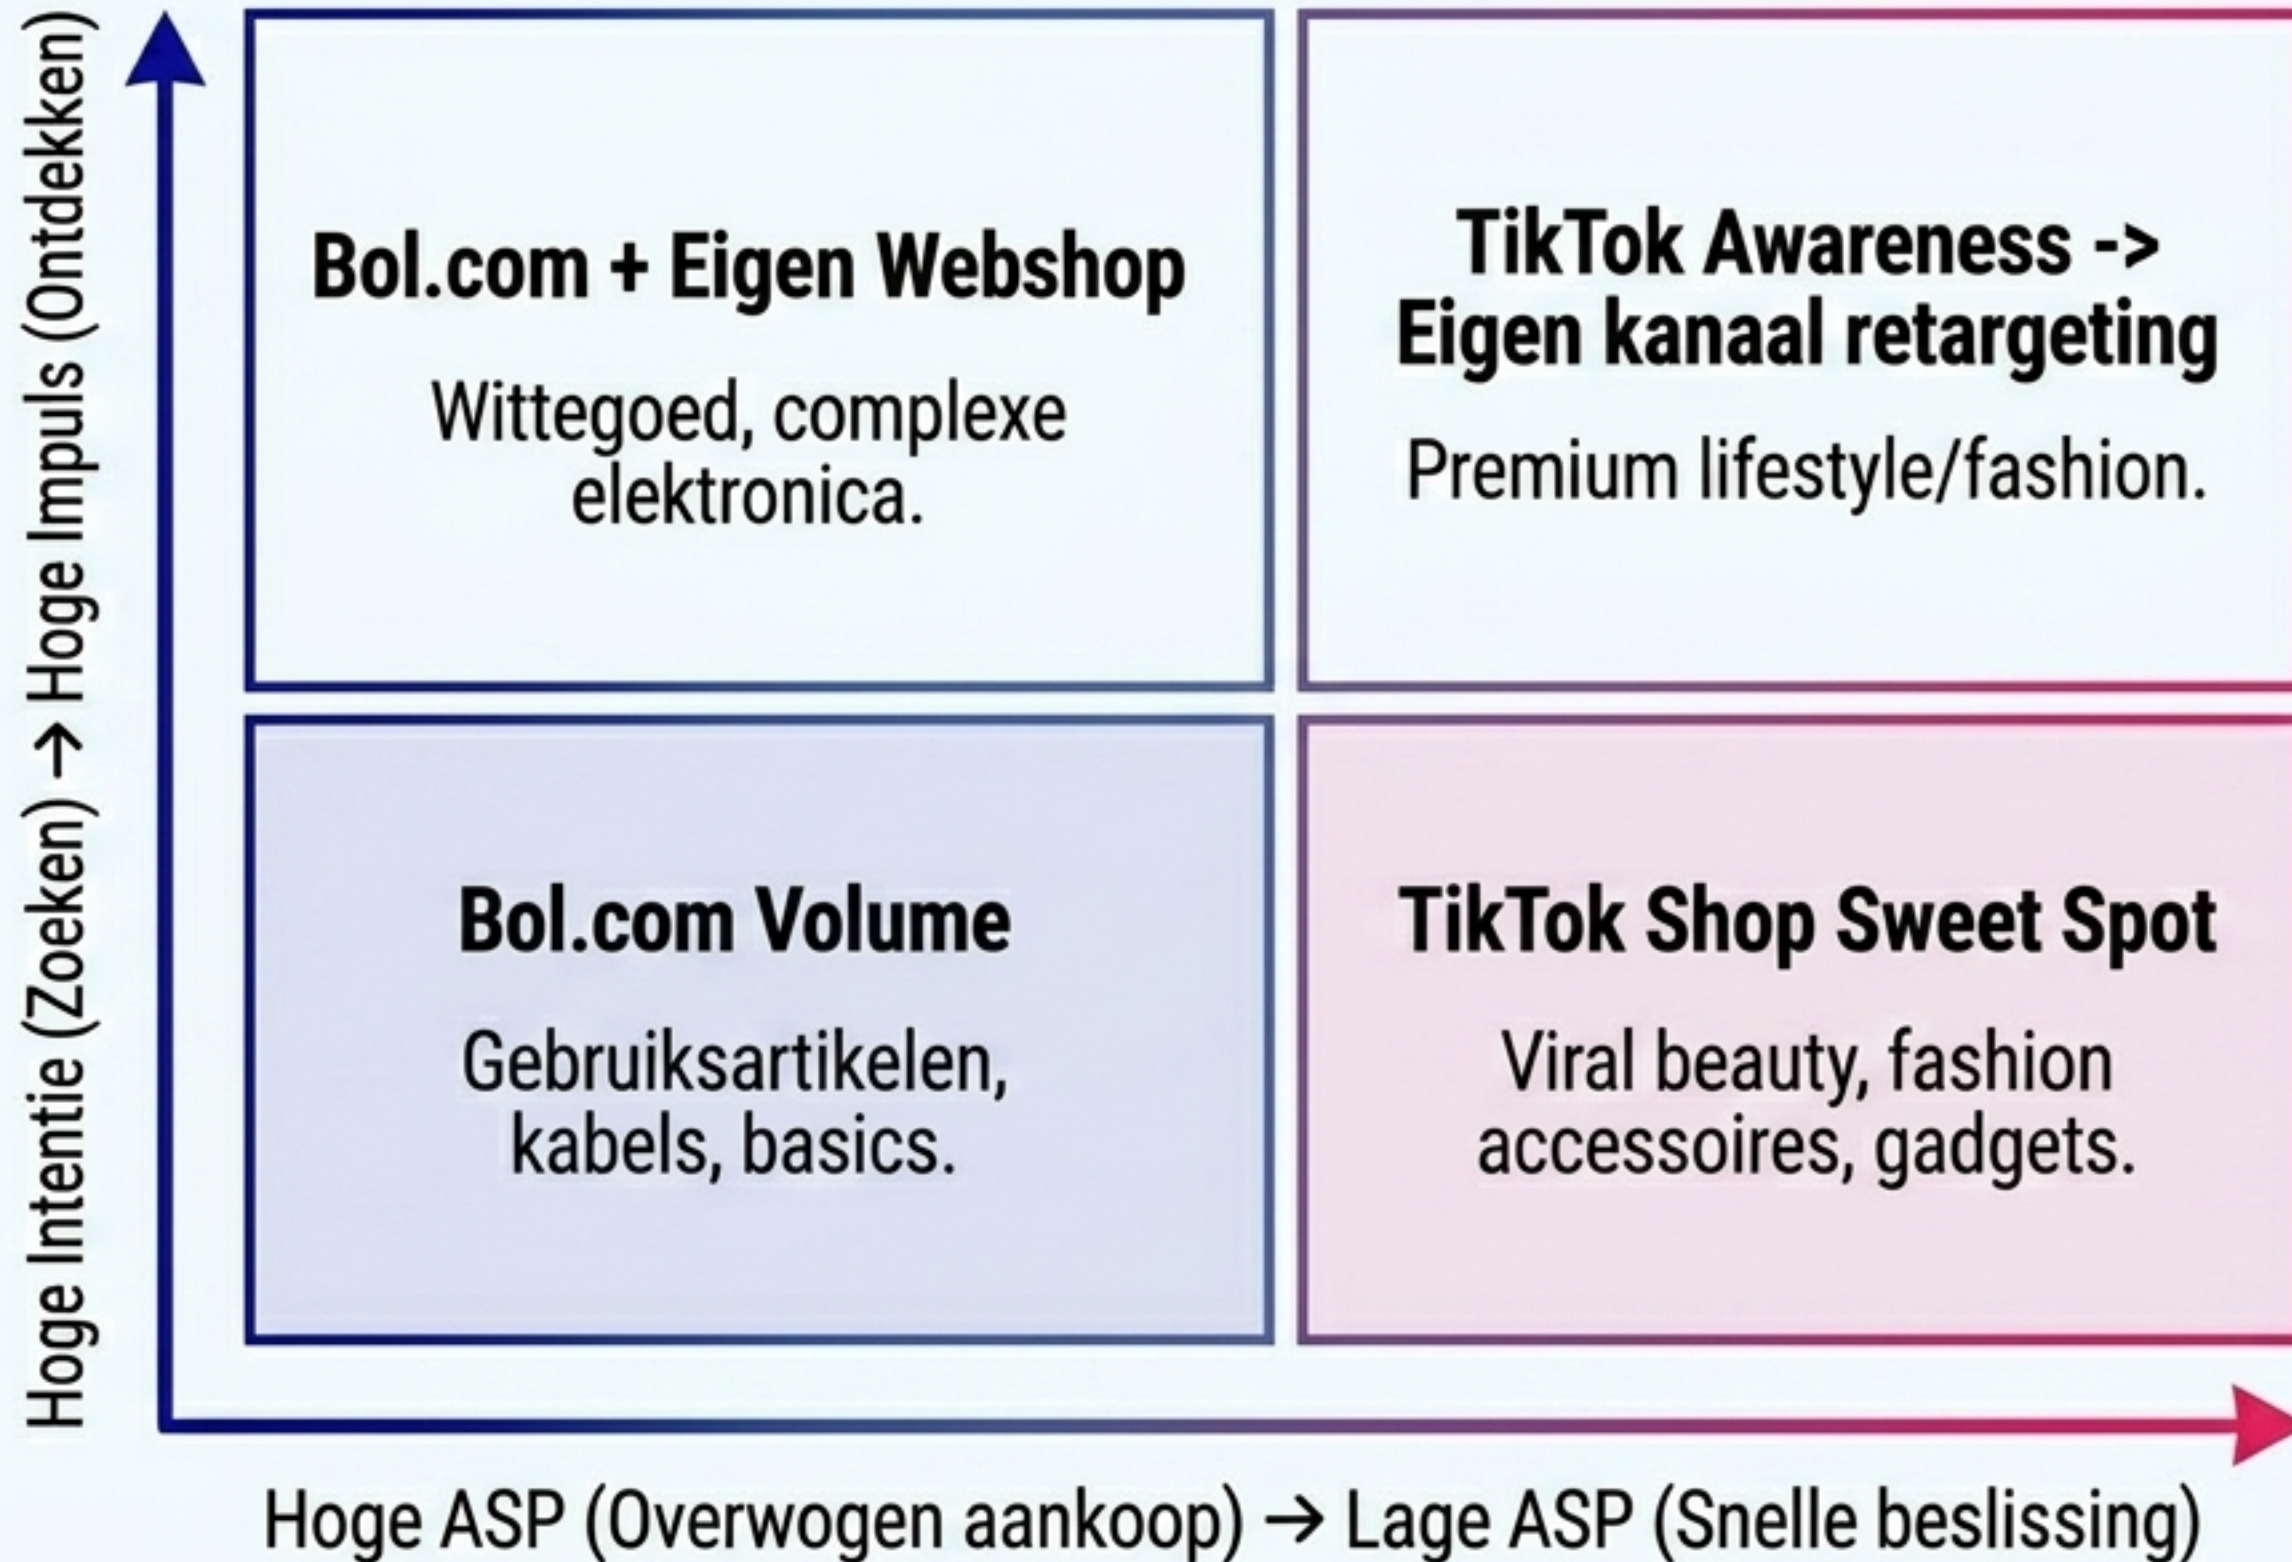 Hoge Intentie (Zoeken) → Hoge Impuls (Ontdekken)
Bol.com + Eigen Webshop
Wittegoed, complexe
elektronica.
TikTok Awareness ->
Eigen kanaal retargeting
Premium lifestyle/fashion.
Bol.com Volume
Gebruiksartikelen,
kabels, basics.
TikTok Shop Sweet Spot
Viral beauty, fashion
accessoires, gadgets.
Hoge ASP (Overwogen aankoop) → Lage ASP (Snelle beslissing)